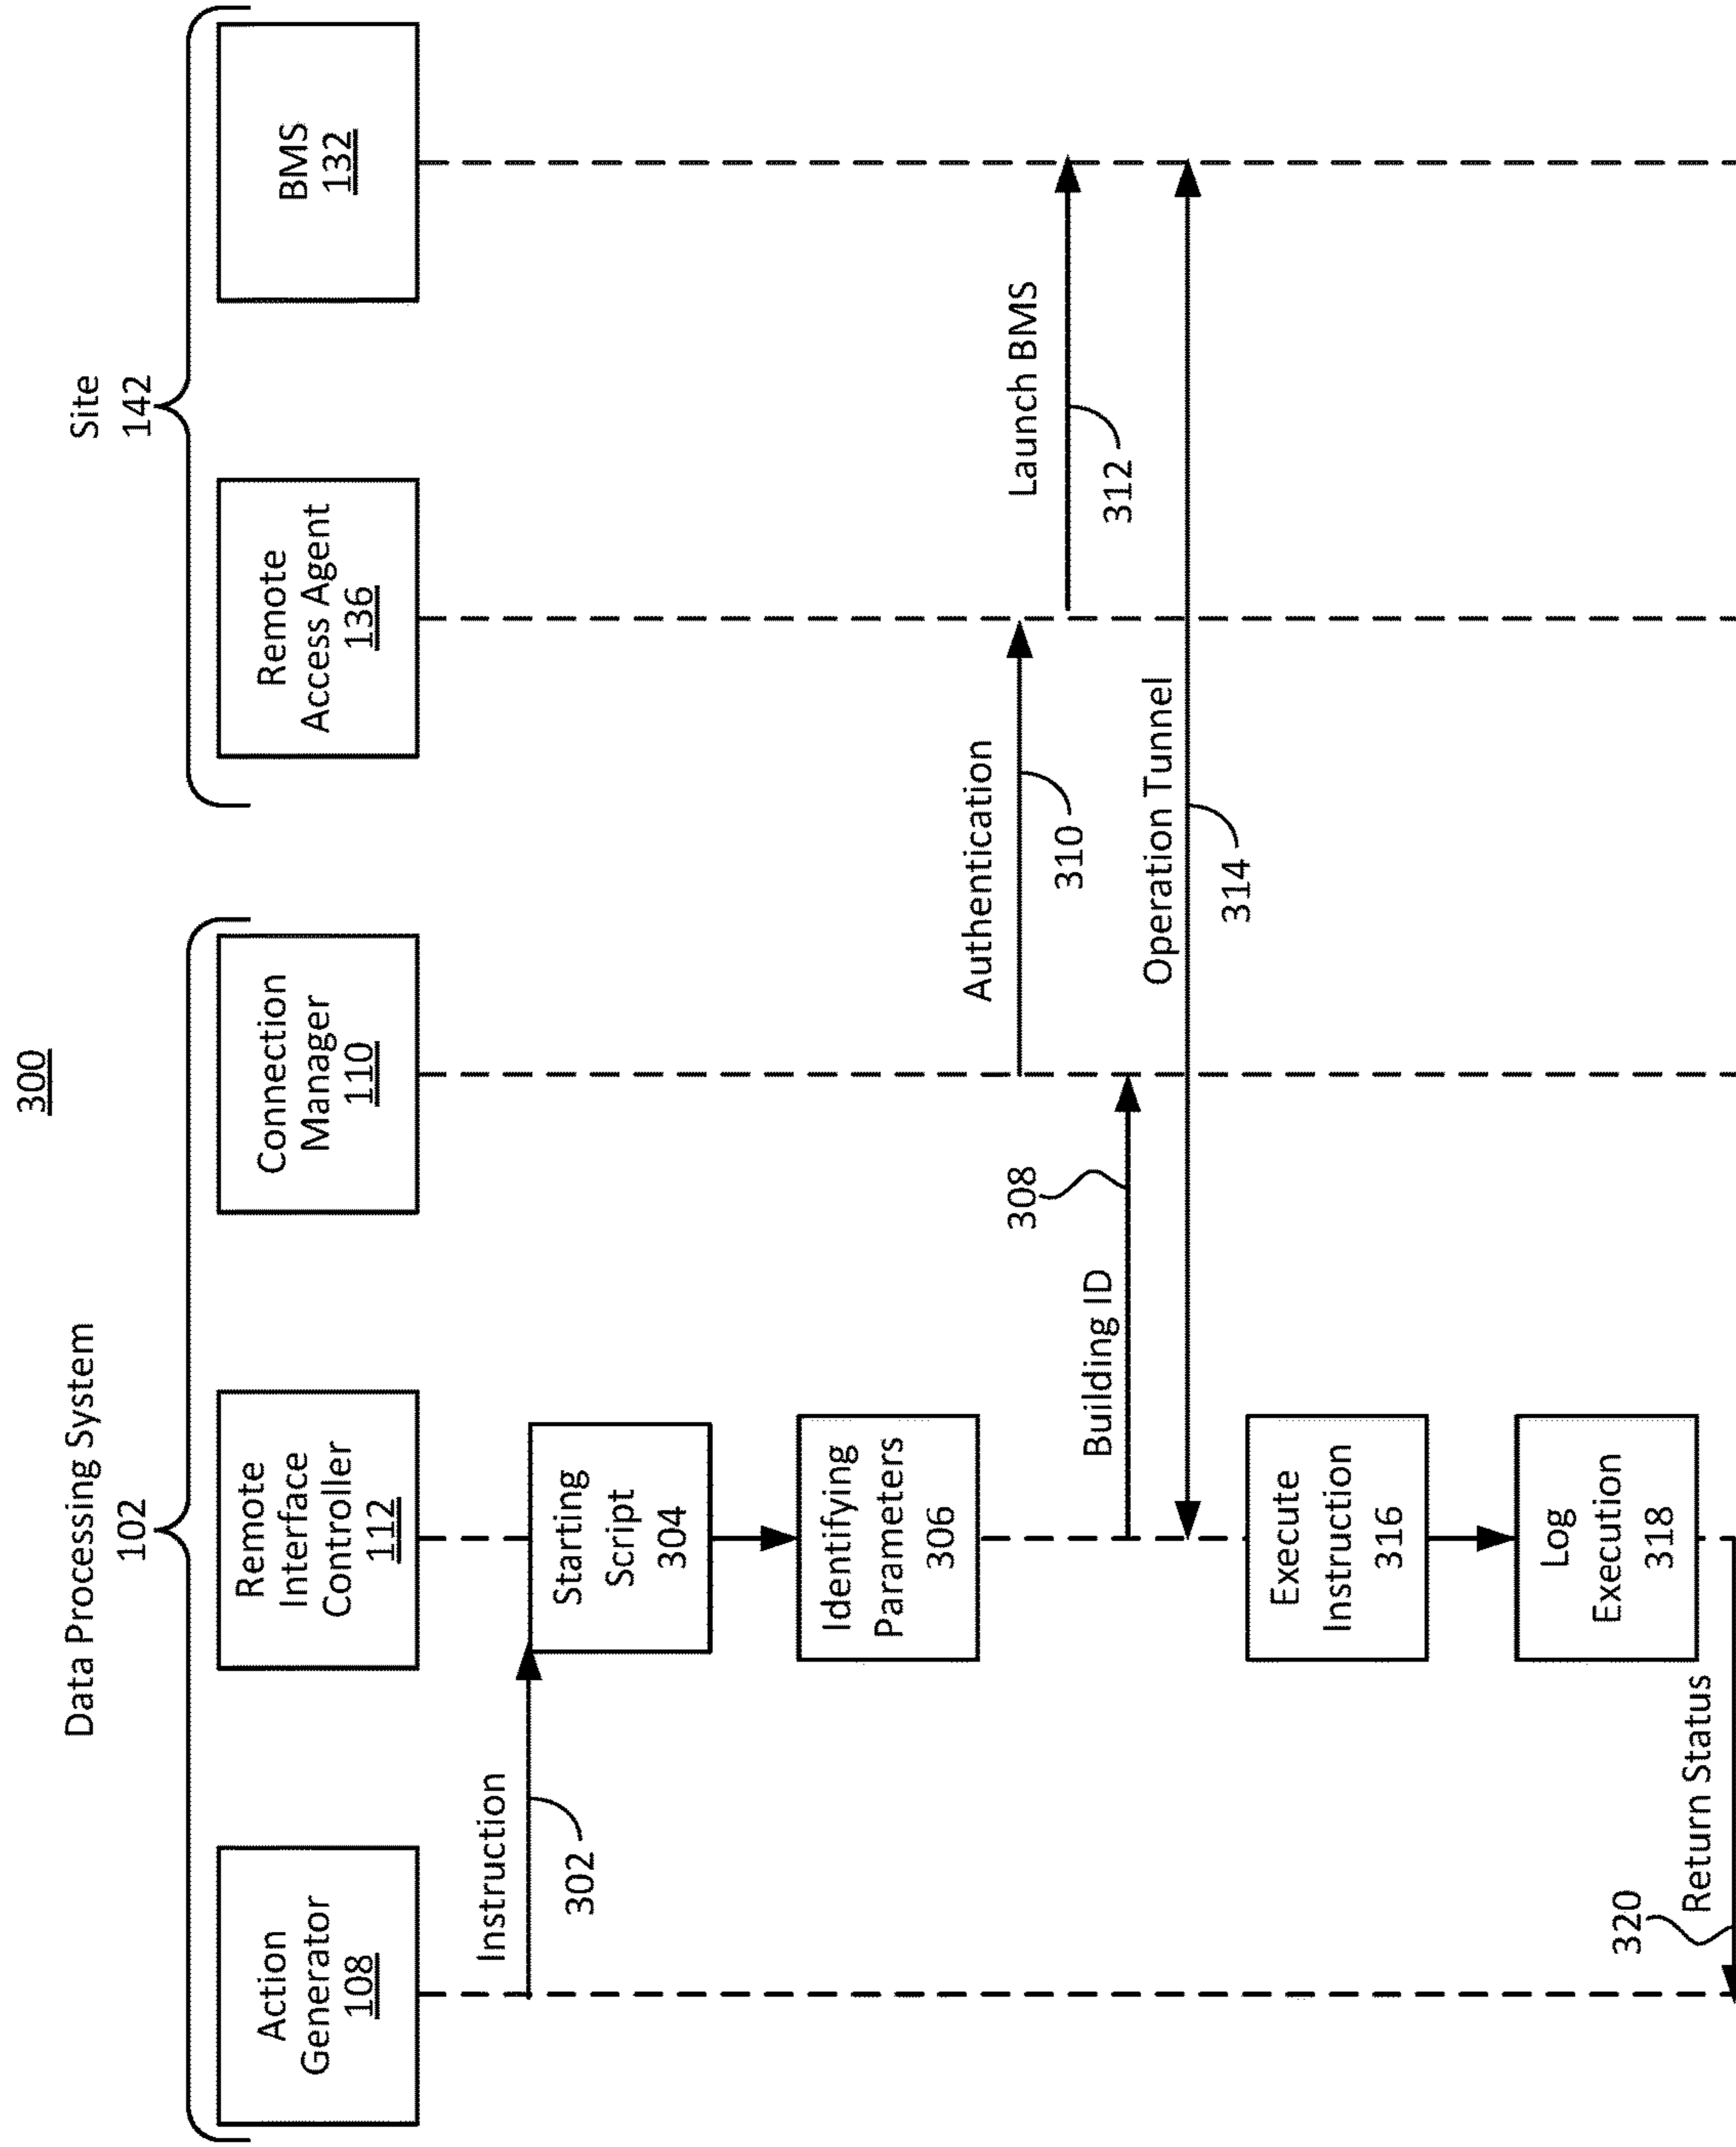 300
Data Processing System
102
Site
142
Action
Generator
108
Remote
Interface
Controller
112
Connection
Manager
110
Remote
Access Agent
136
BMS
132
Instruction
302
Starting
Script
304
Identifying
Parameters
306
Authentication
310
Launch BMS
312
308
Building ID
Operation Tunnel
314
Execute
Instruction
316
Log
Execution
318
320
Return Status